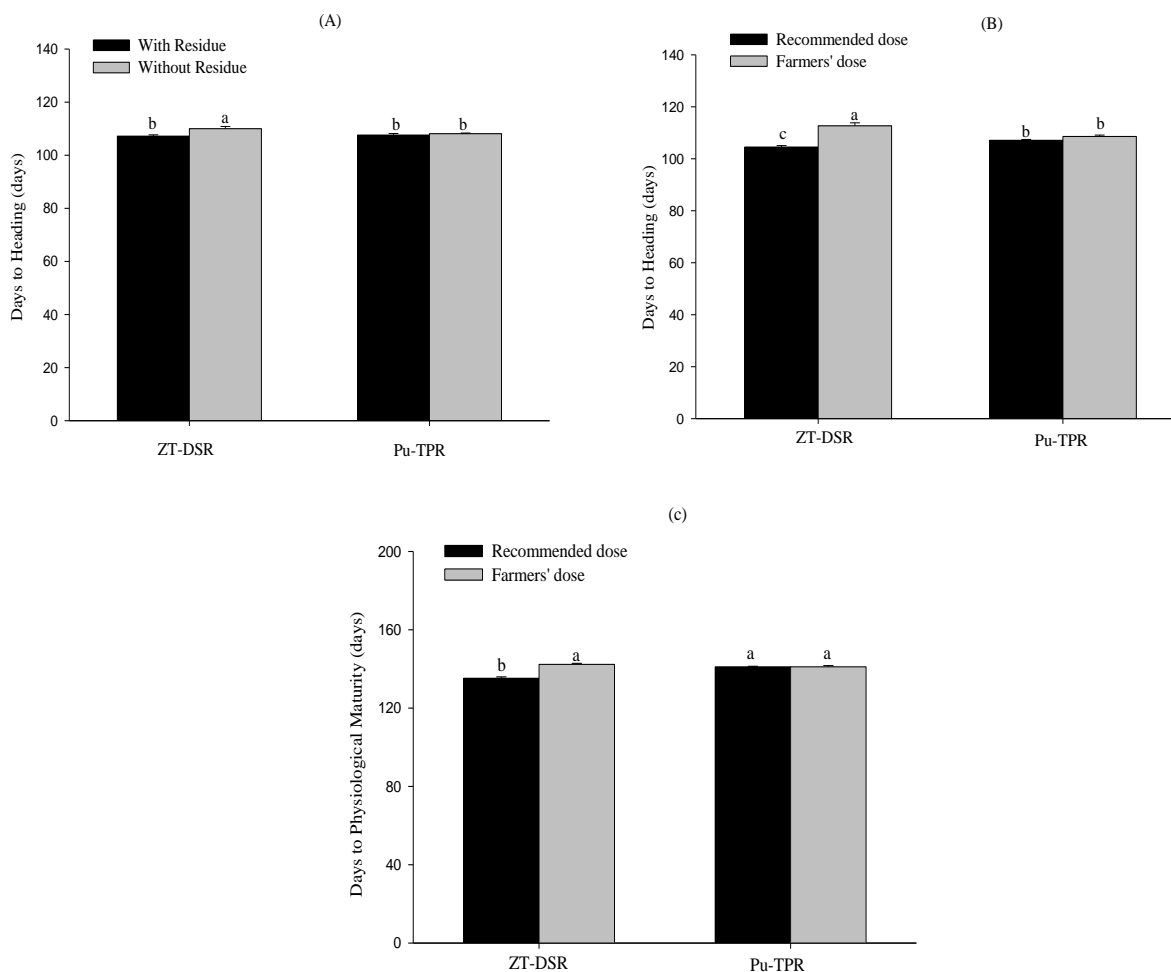 (A)
With Residue
Without Residue
Days to Heading (days)
140
120
100
80
60
40
20
0
b
a
b
b
ZT-DSR
Pu-TPR
(B)
Recommended dose
Farmers' dose
Days to Heading (days)
140
120
100
80
60
40
20
0
c
a
b
b
ZT-DSR
Pu-TPR
(c)
Recommended dose
Farmers' dose
Days to Physiological Maturity (days)
200
160
120
80
40
0
b
a
a
a
ZT-DSR
Pu-TPR